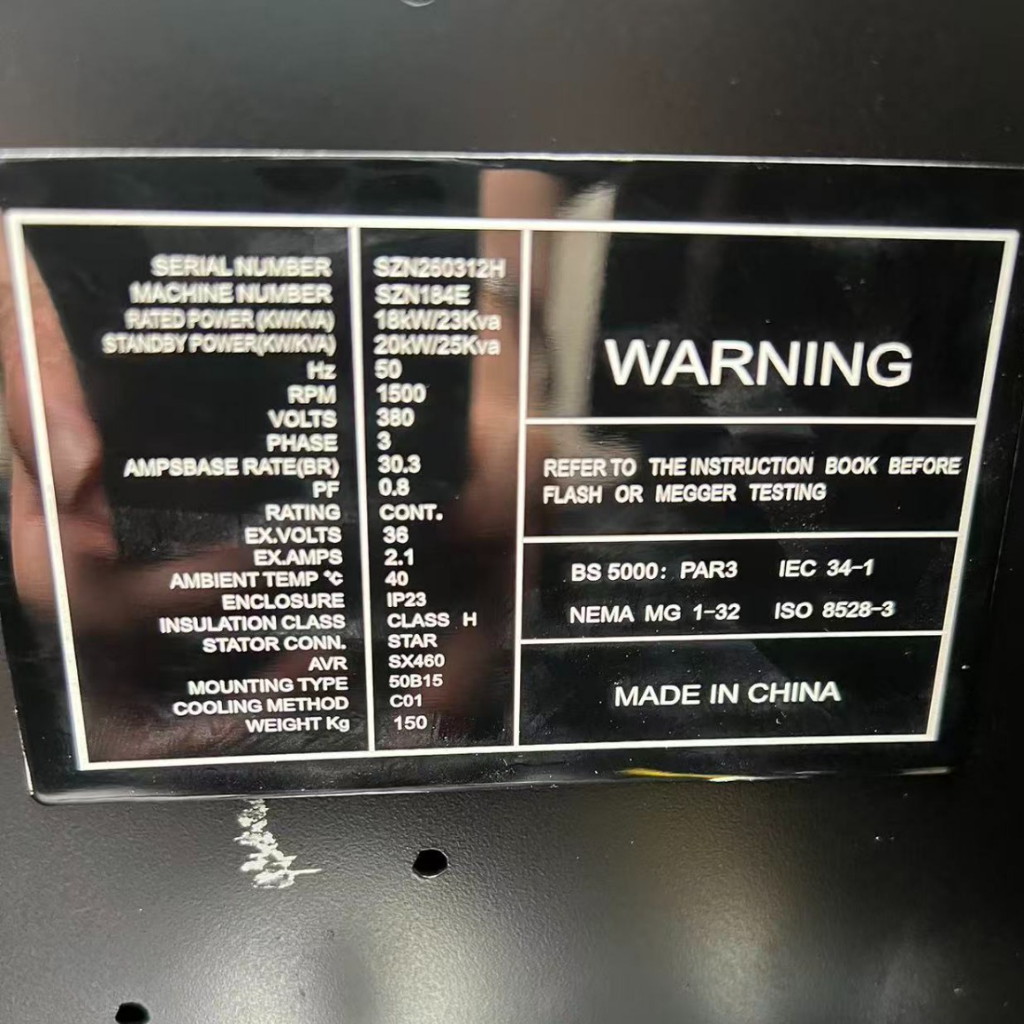 SERIAL NUMBER SZN250312H
MACHINE NUMBER SZN184E
RATED POWER (KW/KVA) 18kW/23Kva
STANDBY POWER(KW/KVA) 20kW/25Kva
Hz 50
RPM 1500
VOLTS 380
PHASE 3
AMPSBASE RATE(BR) 30.3
PF 0.8
RATING CONT.
EX.VOLTS 36
EX.AMPS 2.1
AMBIENT TEMP °C 40
ENCLOSURE IP23
INSULATION CLASS CLASS H
STATOR CONN. STAR
AVR SX460
MOUNTING TYPE 50B15
COOLING METHOD C01
WEIGHT Kg 150
WARNING
REFER TO THE INSTRUCTION BOOK BEFORE
FLASH OR MEGGER TESTING
BS 5000: PAR3 IEC 34-1
NEMA MG 1-32 ISO 8528-3
MADE IN CHINA